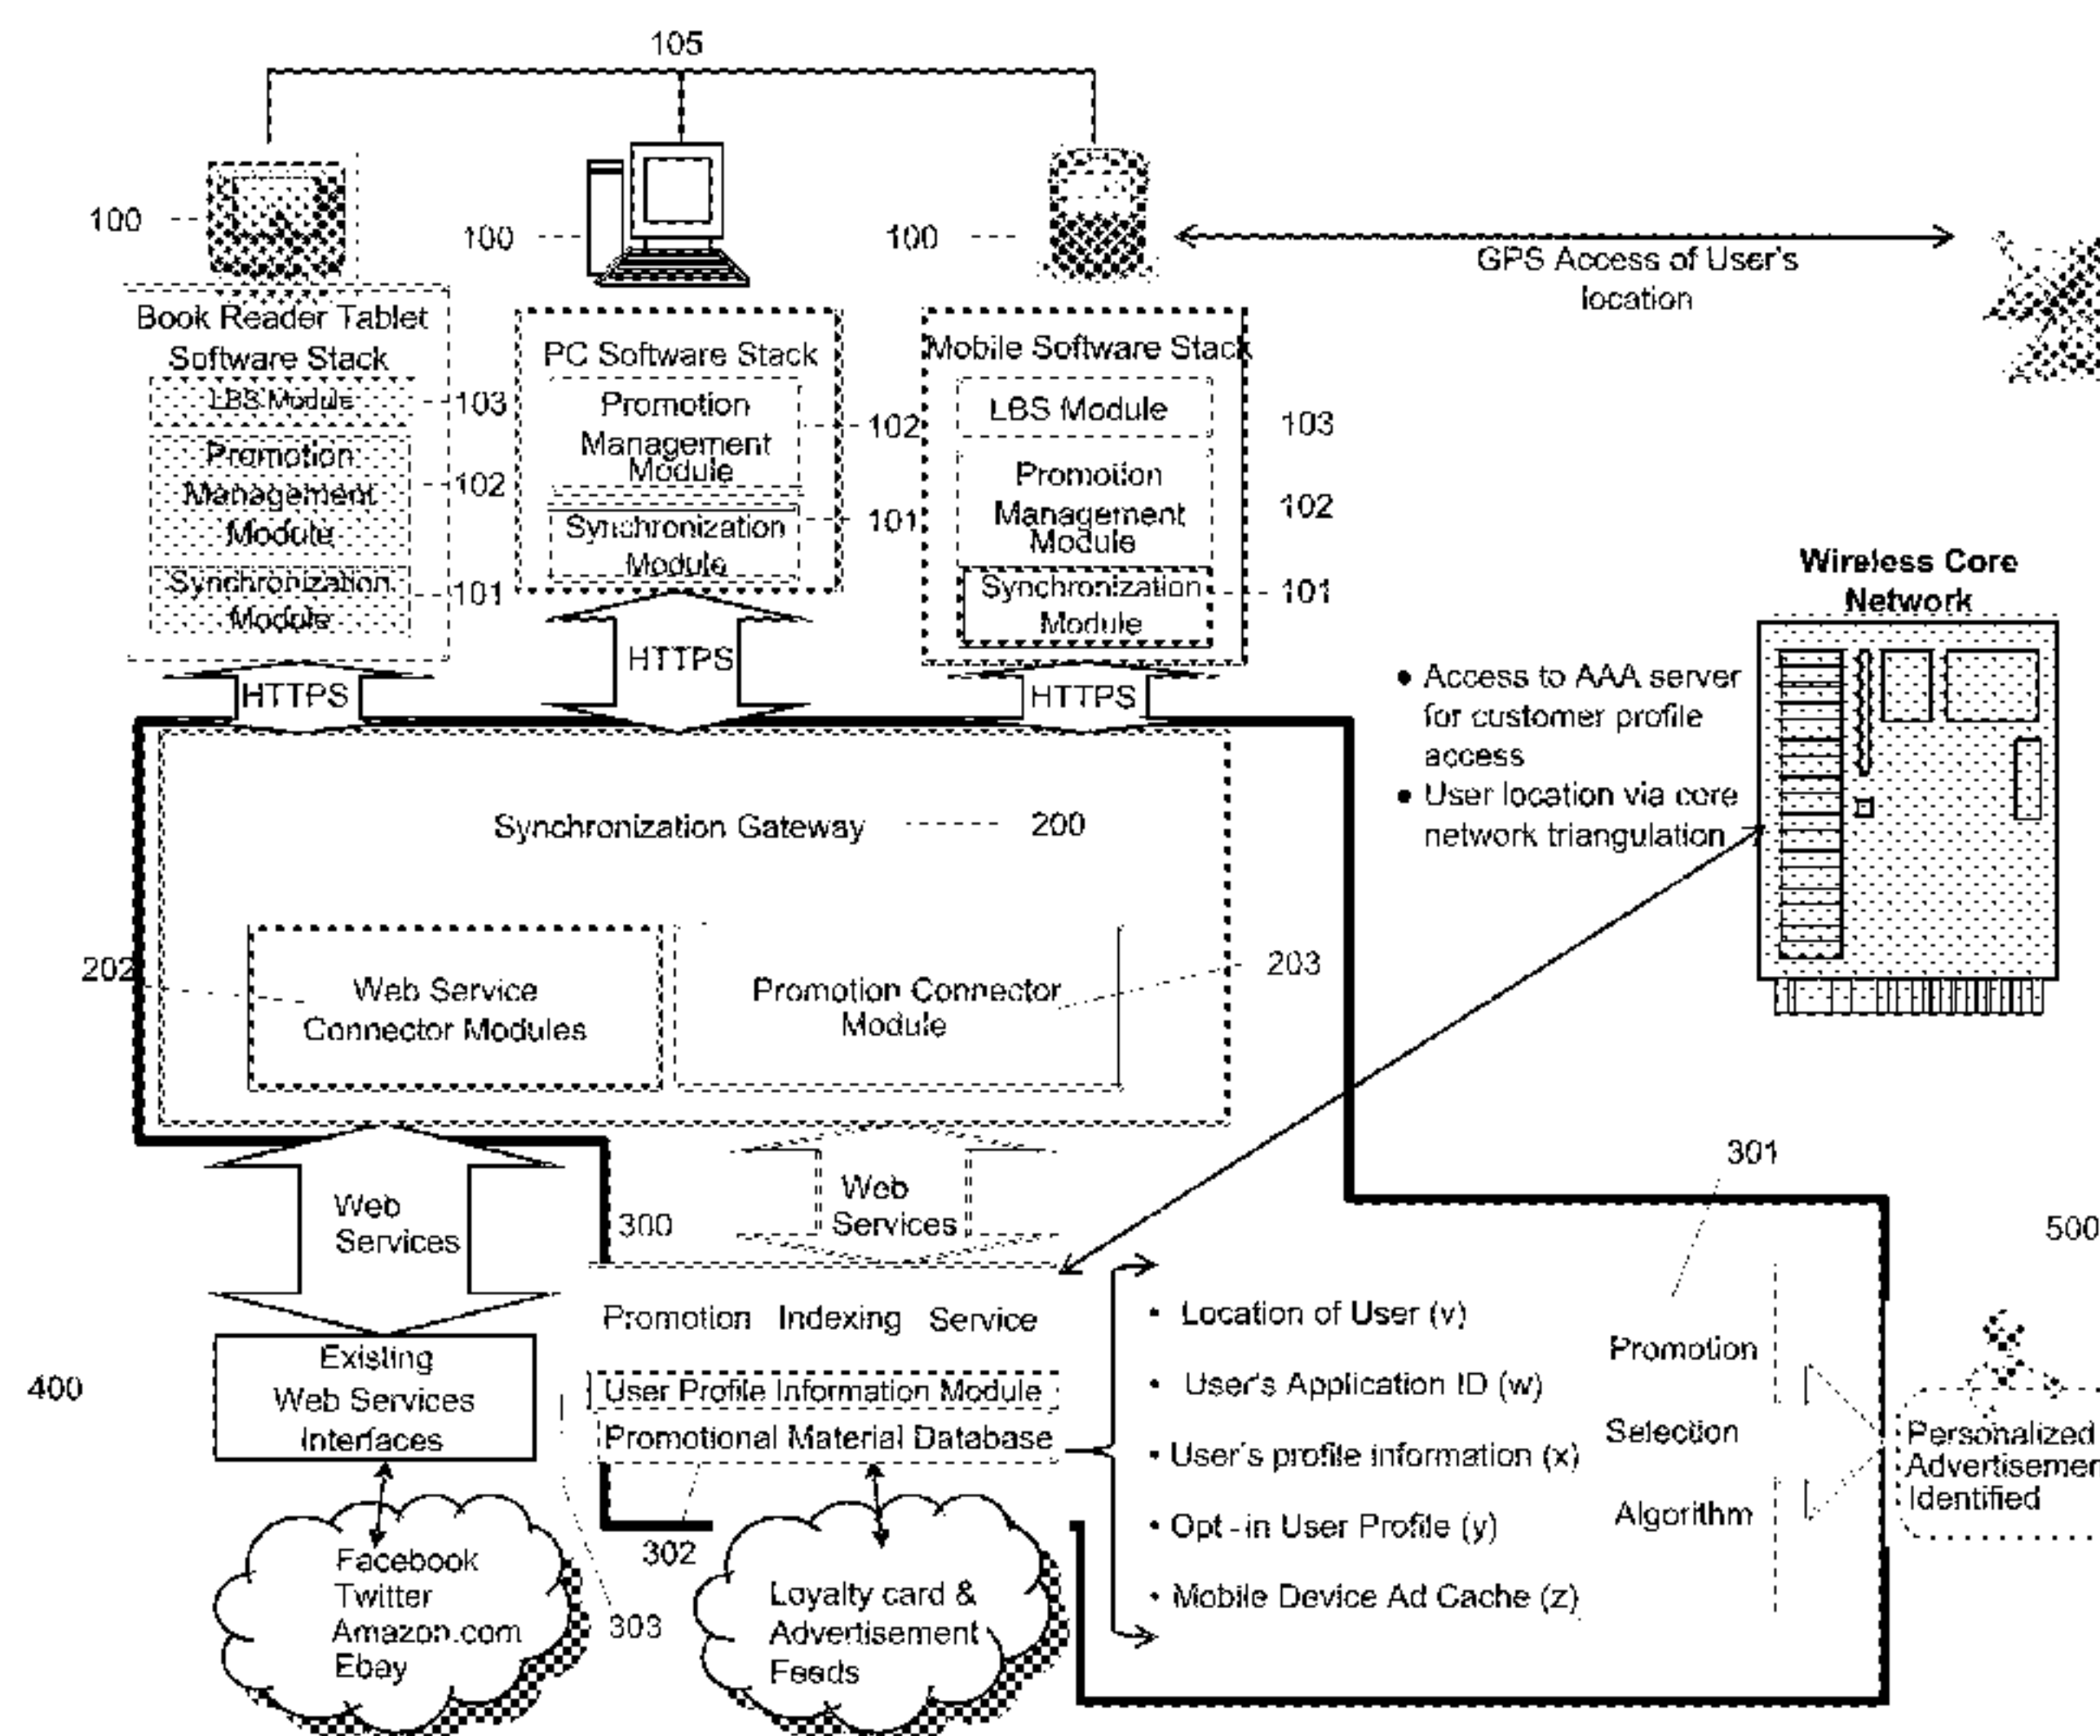 105
100
100
100
GPS Access of User's
location
Book Reader Tablet
Software Stack
LBS Module
103
Promotion
Management
Module
102
Synchronization
Module
101
PC Software Stack
Promotion
Management
Module
102
Synchronization
Module
101
Mobile Software Stack
LBS Module
103
Promotion
Management
Module
102
Synchronization
Module
101
HTTPS
HTTPS
HTTPS
Wireless Core
Network
• Access to AAA server
for customer profile
access
• User location via core
network triangulation
Synchronization Gateway
200
202
Web Service
Connector Modules
Promotion Connector
Module
203
Web
Services
Web
Services
300
301
500
Promotion Indexing Service
User Profile Information Module
Promotional Material Database
400
Existing
Web Services
Interfaces
• Location of User (v)
• User's Application ID (w)
• User's profile information (x)
• Opt-in User Profile (y)
• Mobile Device Ad Cache (z)
Promotion
Selection
Algorithm
Personalized
Advertisemen
Identified
302
303
Facebook
Twitter
Amazon.com
Ebay
Loyalty card &
Advertisement
Feeds